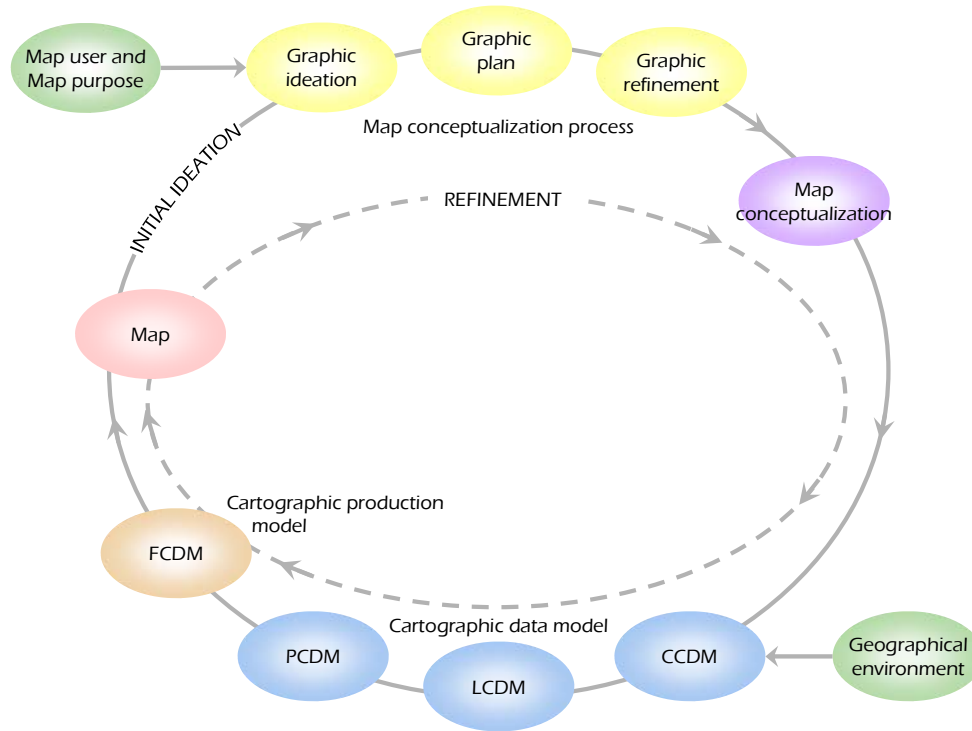 Map user and
Map purpose
Graphic
ideation
Graphic
plan
Graphic
refinement
Map conceptualization process
INITIAL IDEATION
REFINEMENT
Map
conceptualization
Map
Cartographic production
model
FCDM
Cartographic data model
PCDM
LCDM
CCDM
Geographical
environment